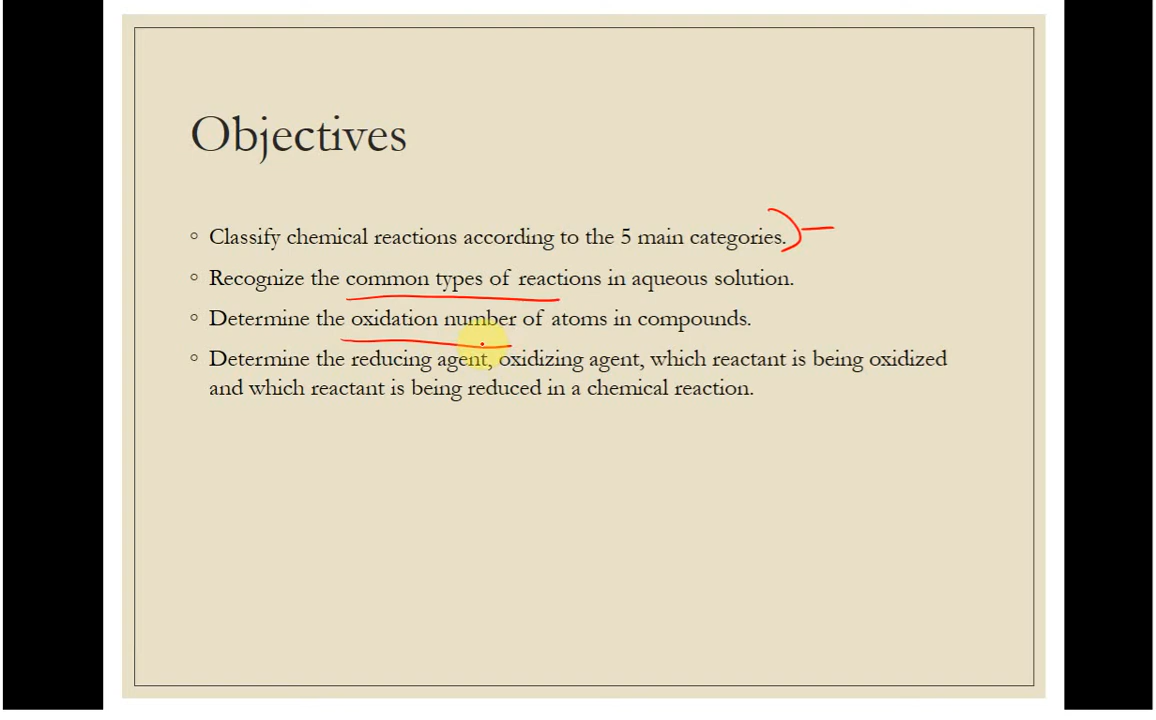 Objectives
◦ Classify chemical reactions according to the 5 main categories.
◦ Recognize the common types of reactions in aqueous solution.
◦ Determine the oxidation number of atoms in compounds.
◦ Determine the reducing agent, oxidizing agent, which reactant is being oxidized
and which reactant is being reduced in a chemical reaction.